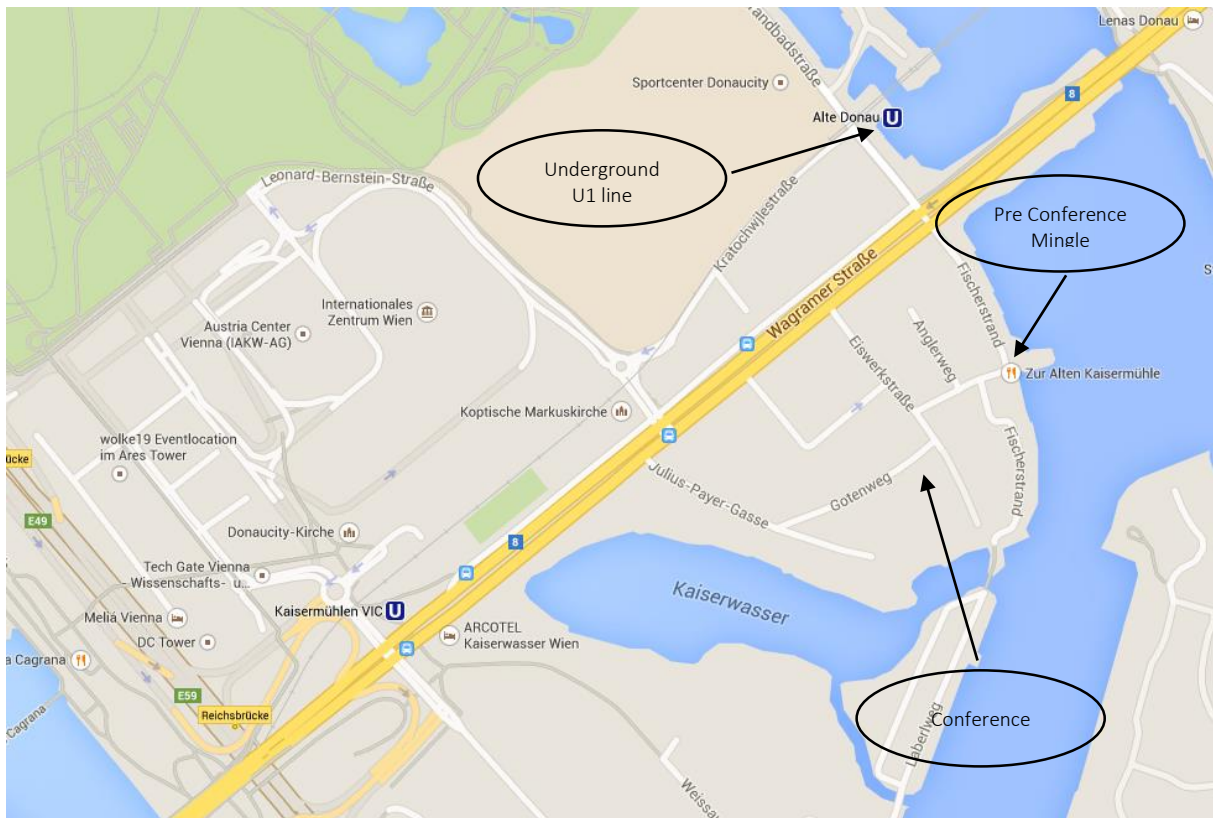 Lenas Donau
8
Sportcenter Donaucity
Alte Donau U
Underground
U1 line
Leonard-Bernstein-Straße
Kratochwjlestraße
Pre Conference
Mingle
Wagramer Straße
Fischerstrand
Internationales
Zentrum Wien
Austria Center
Vienna (IAKW-AG)
Anglerweg
Eiswerkstraße
Zur Alten Kaisermühle
Koptische Markuskirche
wolke19 Eventlocation
im Ares Tower
ücke
Fischerstrand
Julius-Payer-Gasse
Gotenweg
E49
Donaucity-Kirche
8
Tech Gate Vienna
- Wissenschafts- u...
Kaiserwasser
Kaisermühlen VIC U
Meliá Vienna
DC Tower
ARCOTEL
Kaiserwasser Wien
a Cagrana
E59
Reichsbrücke
-Cagrana
Conference
Laberlweg
Weissau